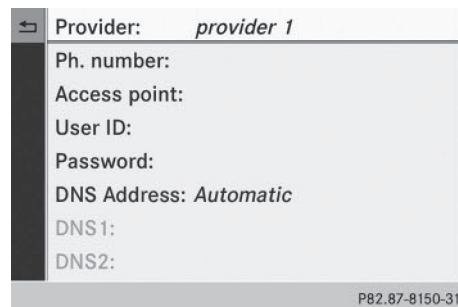 Provider: provider 1
Ph. number:
Access point:
User ID:
Password:
DNS Address: Automatic
DNS1:
DNS2:
P82.87-8150-31